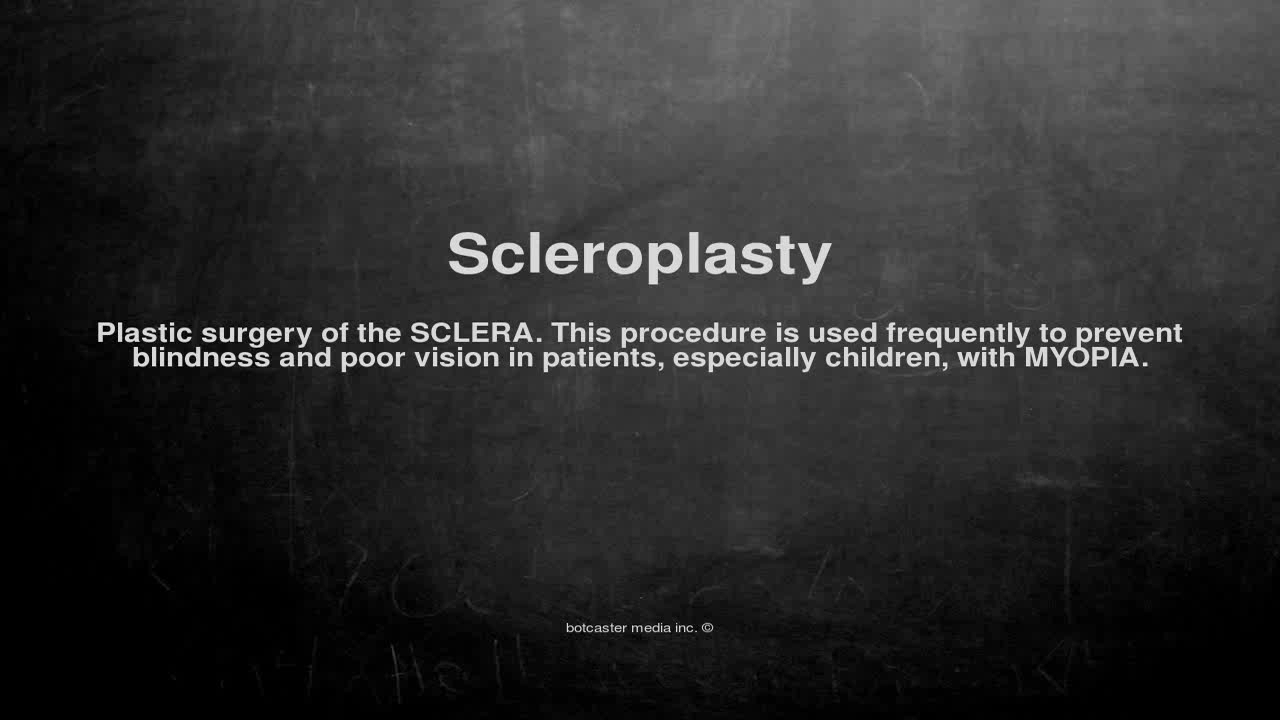 Scleroplasty
Plastic surgery of the SCLERA. This procedure is used frequently to prevent
blindness and poor vision in patients, especially children, with MYOPIA.
botcaster media inc. ©